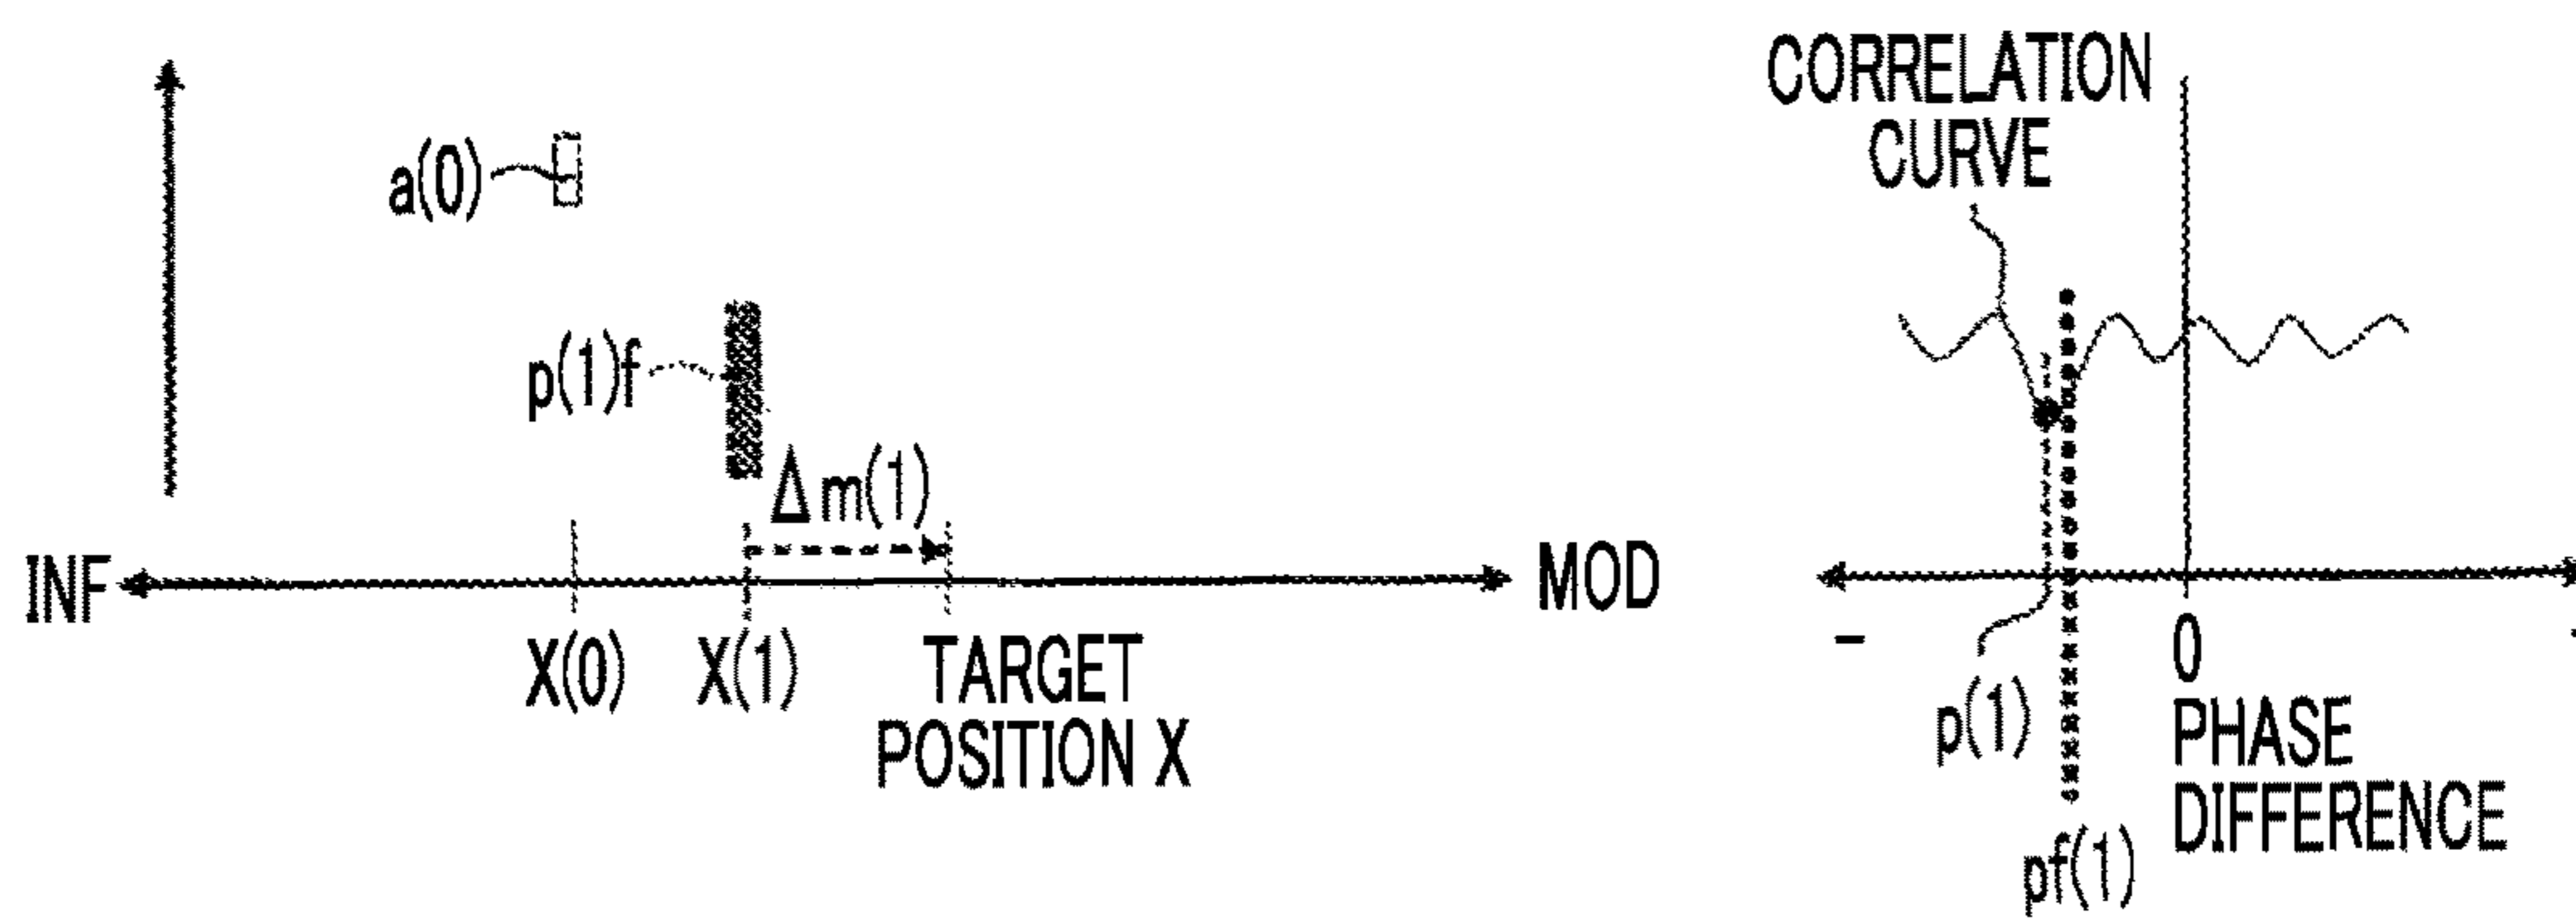 a(0)
p(1)f
Δm(1)
INF
MOD
X(0)
X(1)
TARGET
POSITION X
CORRELATION
CURVE
−
0
p(1)
PHASE
DIFFERENCE
pf(1)